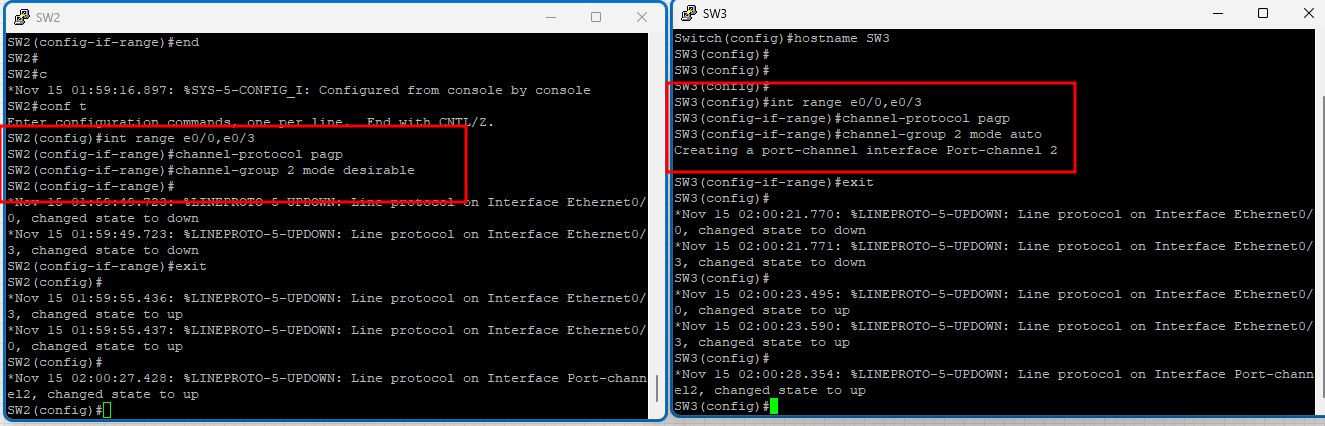 SW2
SW2(config-if-range)#end
SW2#
SW2#c
*Nov 15 01:59:16.897: %SYS-5-CONFIG_I: Configured from console by console
SW2#conf t
Enter configuration commands, one per line.  End with CNTL/Z.
SW2(config)#int range e0/0,e0/3
SW2(config-if-range)#channel-protocol pagp
SW2(config-if-range)#channel-group 2 mode desirable
SW2(config-if-range)#
*Nov 15 01:59:49.723: %LINEPROTO-5-UPDOWN: Line protocol on Interface Ethernet0/
0, changed state to down
*Nov 15 01:59:49.723: %LINEPROTO-5-UPDOWN: Line protocol on Interface Ethernet0/
3, changed state to down
SW2(config-if-range)#exit
SW2(config)#
*Nov 15 01:59:55.436: %LINEPROTO-5-UPDOWN: Line protocol on Interface Ethernet0/
3, changed state to up
*Nov 15 01:59:55.437: %LINEPROTO-5-UPDOWN: Line protocol on Interface Ethernet0/
0, changed state to up
SW2(config)#
*Nov 15 02:00:27.428: %LINEPROTO-5-UPDOWN: Line protocol on Interface Port-chann
el2, changed state to up
SW2(config)#
SW3
Switch(config)#hostname SW3
SW3(config)#
SW3(config)#
SW3(config)#
SW3(config)#int range e0/0,e0/3
SW3(config-if-range)#channel-protocol pagp
SW3(config-if-range)#channel-group 2 mode auto
Creating a port-channel interface Port-channel 2
SW3(config-if-range)#exit
SW3(config)#
*Nov 15 02:00:21.770: %LINEPROTO-5-UPDOWN: Line protocol on Interface Ethernet0/
0, changed state to down
*Nov 15 02:00:21.771: %LINEPROTO-5-UPDOWN: Line protocol on Interface Ethernet0/
3, changed state to down
SW3(config)#
*Nov 15 02:00:23.495: %LINEPROTO-5-UPDOWN: Line protocol on Interface Ethernet0/
0, changed state to up
*Nov 15 02:00:23.590: %LINEPROTO-5-UPDOWN: Line protocol on Interface Ethernet0/
3, changed state to up
SW3(config)#
*Nov 15 02:00:28.354: %LINEPROTO-5-UPDOWN: Line protocol on Interface Port-chann
el2, changed state to up
SW3(config)#